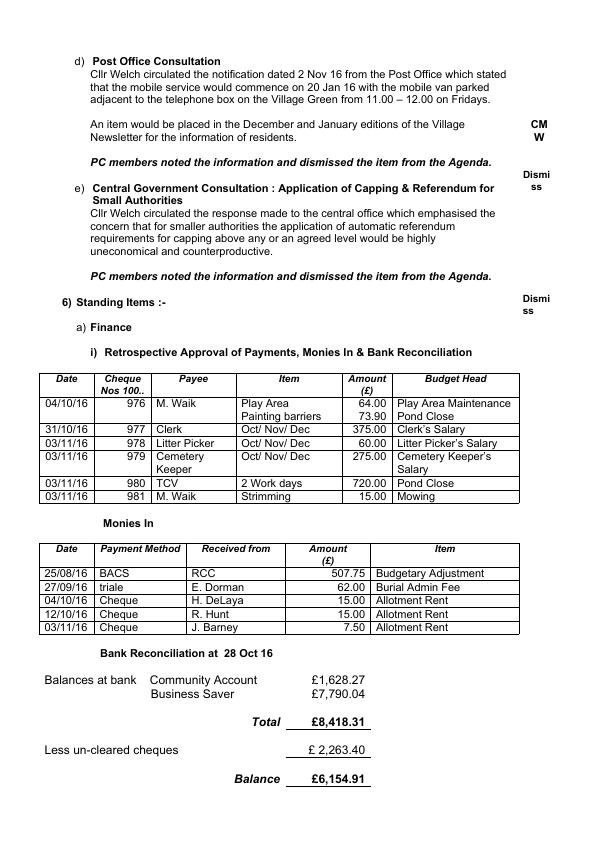 d) Post Office Consultation
Cllr Welch circulated the notification dated 2 Nov 16 from the Post Office which stated
that the mobile service would commence on 20 Jan 16 with the mobile van parked
adjacent to the telephone box on the Village Green from 11.00 – 12.00 on Fridays.
An item would be placed in the December and January editions of the Village CM
Newsletter for the information of residents. W
PC members noted the information and dismissed the item from the Agenda.
Dismi
ss
e) Central Government Consultation : Application of Capping & Referendum for
Small Authorities
Cllr Welch circulated the response made to the central office which emphasised the
concern that for smaller authorities the application of automatic referendum
requirements for capping above any or an agreed level would be highly
uneconomical and counterproductive.
PC members noted the information and dismissed the item from the Agenda.
6) Standing Items :- Dismi
ss
a) Finance
i) Retrospective Approval of Payments, Monies In & Bank Reconciliation
Date Cheque Payee Item Amount Budget Head
Nos 100.. (£)
04/10/16 976 M. Waik Play Area 64.00 Play Area Maintenance
Painting barriers 73.90 Pond Close
31/10/16 977 Clerk Oct/ Nov/ Dec 375.00 Clerk's Salary
03/11/16 978 Litter Picker Oct/ Nov/ Dec 60.00 Litter Picker's Salary
03/11/16 979 Cemetery Oct/ Nov/ Dec 275.00 Cemetery Keeper's
Keeper Salary
03/11/16 980 TCV 2 Work days 720.00 Pond Close
03/11/16 981 M. Waik Strimming 15.00 Mowing
Monies In
Date Payment Method Received from Amount Item
(£)
25/08/16 BACS RCC 507.75 Budgetary Adjustment
27/09/16 triale E. Dorman 62.00 Burial Admin Fee
04/10/16 Cheque H. DeLaya 15.00 Allotment Rent
12/10/16 Cheque R. Hunt 15.00 Allotment Rent
03/11/16 Cheque J. Barney 7.50 Allotment Rent
Bank Reconciliation at 28 Oct 16
Balances at bank Community Account £1,628.27
Business Saver £7,790.04
Total £8,418.31
Less un-cleared cheques £ 2,263.40
Balance £6,154.91